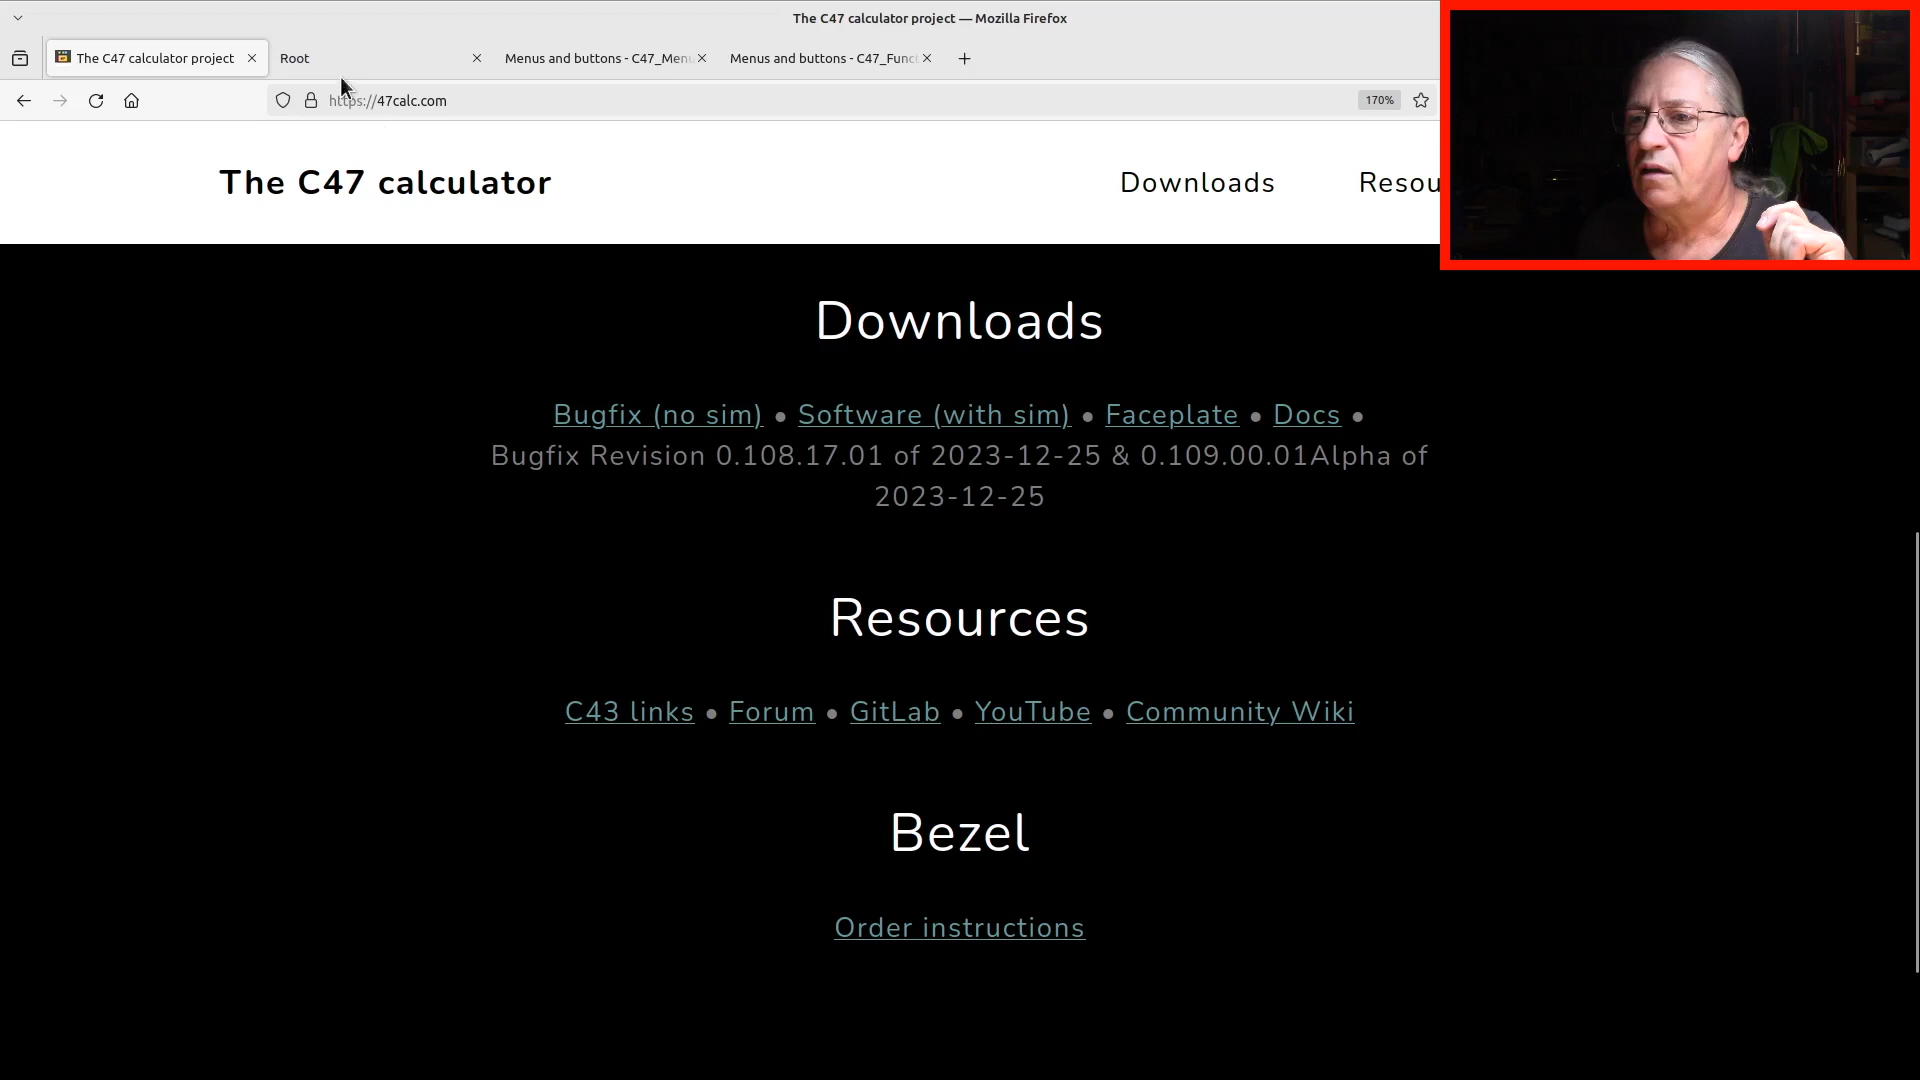 The C47 calculator project — Mozilla Firefox
The C47 calculator project
Root
Menus and buttons - C47_Menu
Menus and buttons - C47_Func
https://47calc.com
170%
The C47 calculator
Downloads
Resou
Downloads
Bugfix (no sim) • Software (with sim) • Faceplate • Docs •
Bugfix Revision 0.108.17.01 of 2023-12-25 & 0.109.00.01Alpha of
2023-12-25
Resources
C43 links • Forum • GitLab • YouTube • Community Wiki
Bezel
Order instructions